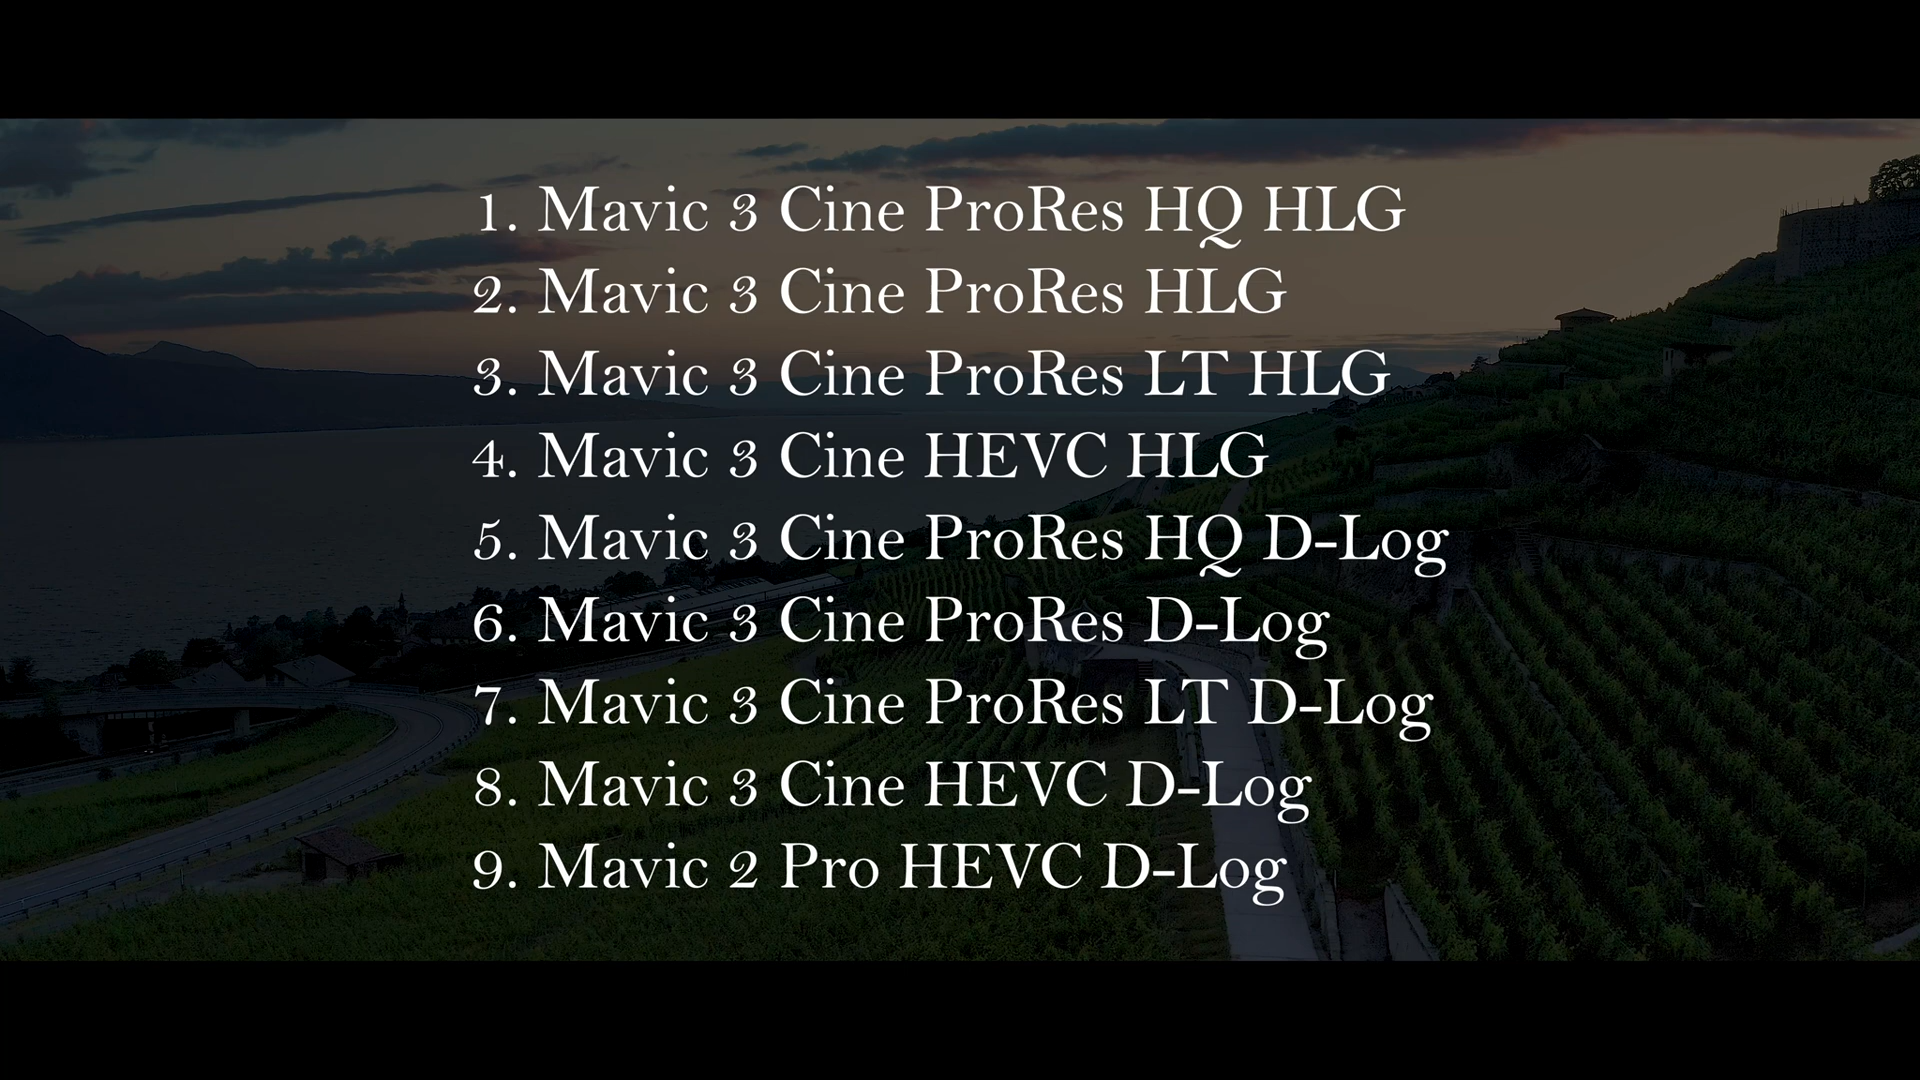 1. Mavic 3 Cine ProRes HQ HLG
2. Mavic 3 Cine ProRes HLG
3. Mavic 3 Cine ProRes LT HLG
4. Mavic 3 Cine HEVC HLG
5. Mavic 3 Cine ProRes HQ D-Log
6. Mavic 3 Cine ProRes D-Log
7. Mavic 3 Cine ProRes LT D-Log
8. Mavic 3 Cine HEVC D-Log
9. Mavic 2 Pro HEVC D-Log